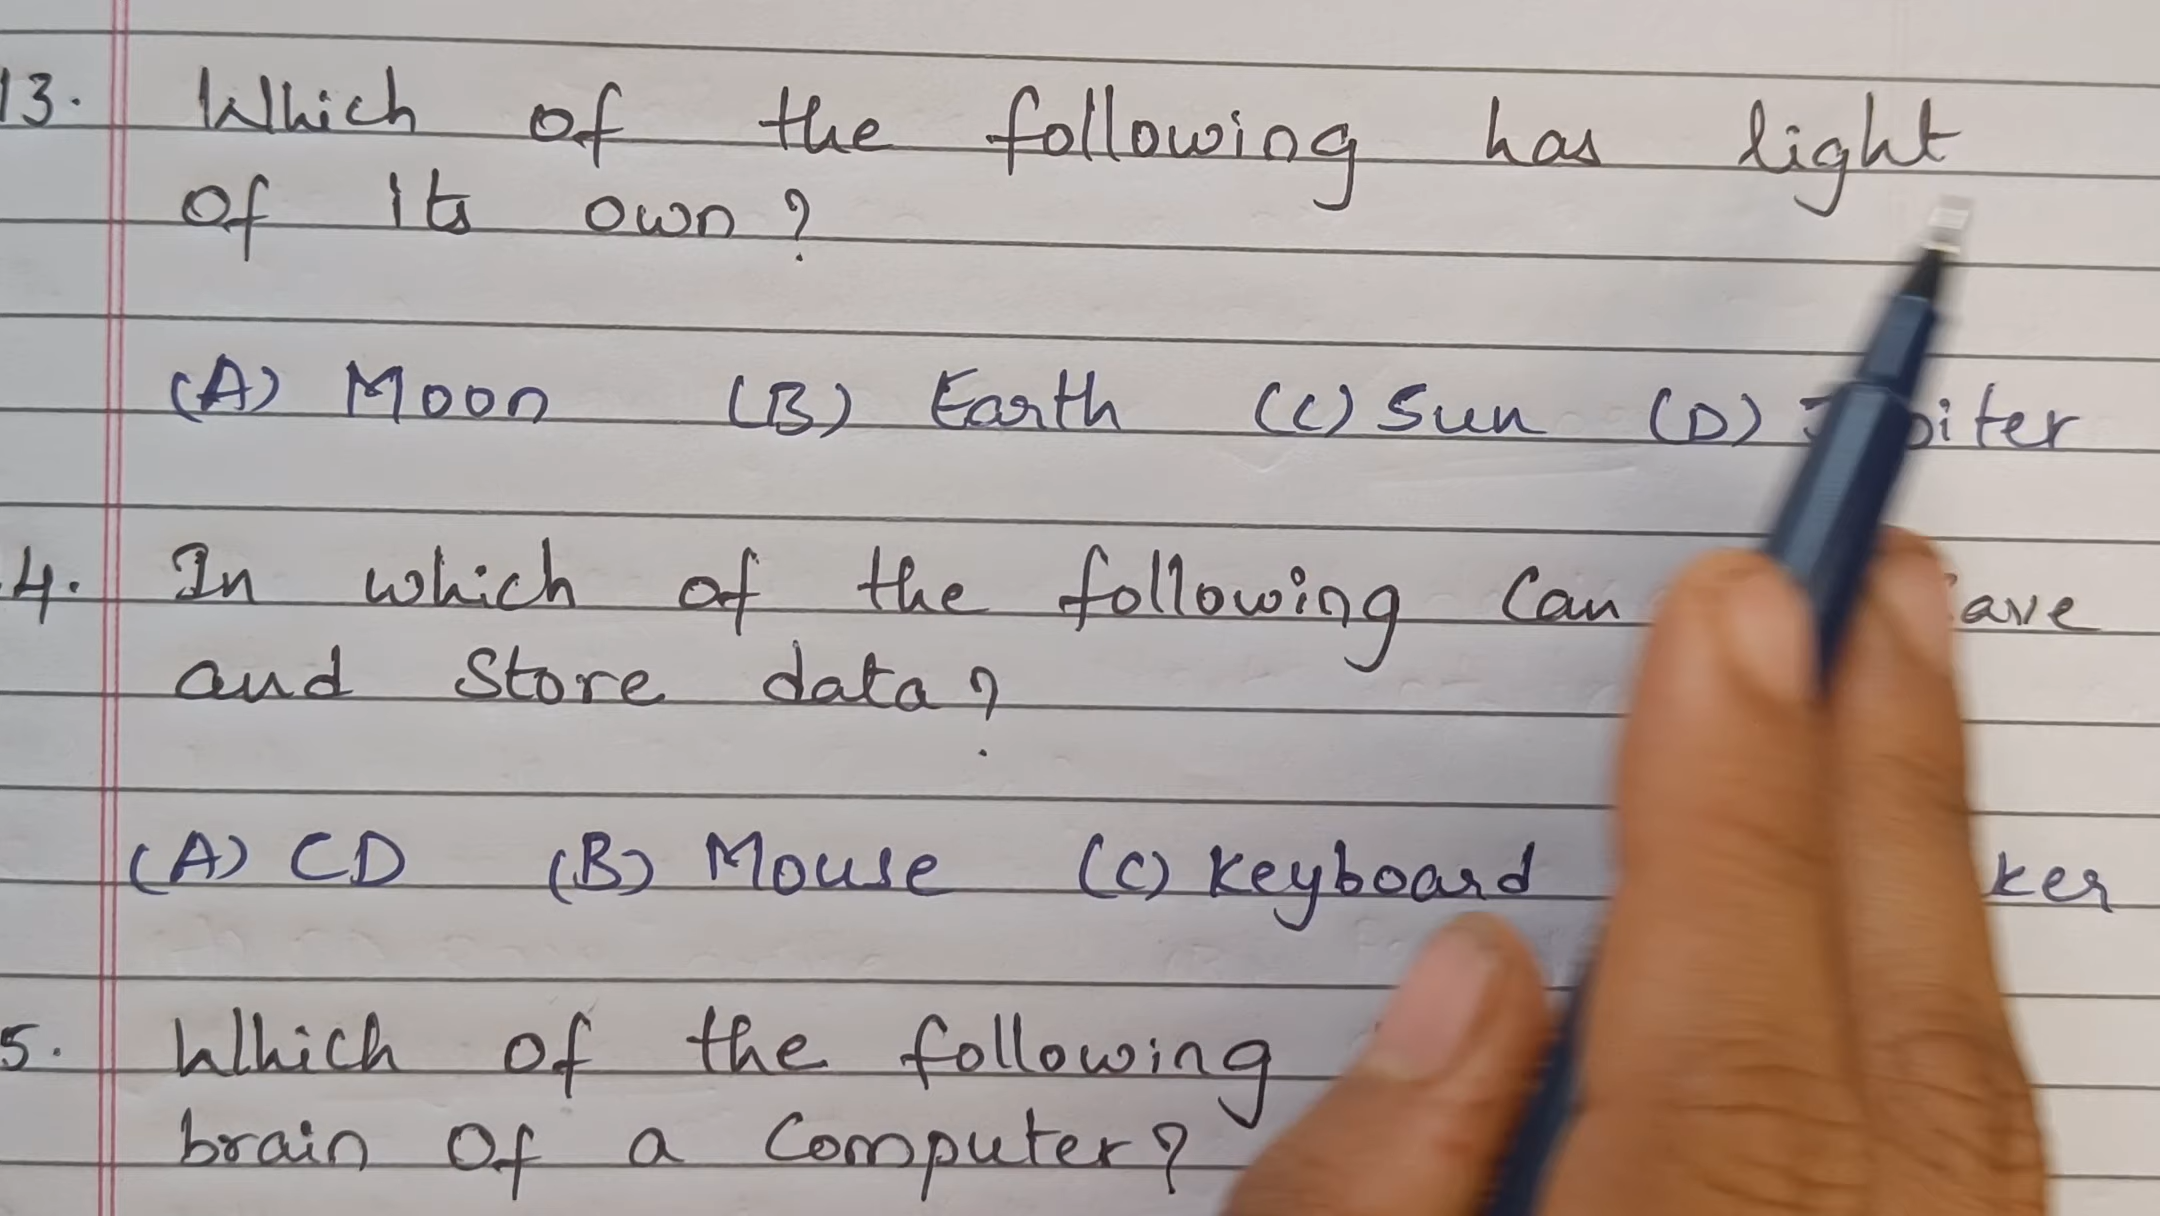 13. Which of the following has light
of Its own?
(A) Moon (B) Earth (C) Sun (D)
4. In which of the following can
and Store data?
(A) CD (B) Mouse (C) Keyboard
5. Which of the following
brain Of a Computer?